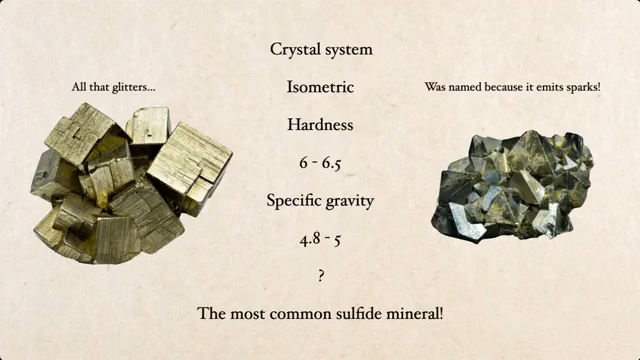 Crystal system
All that glitters...
Isometric
Was named because it emits sparks!
Hardness
6 - 6.5
Specific gravity
4.8 - 5
?
The most common sulfide mineral!